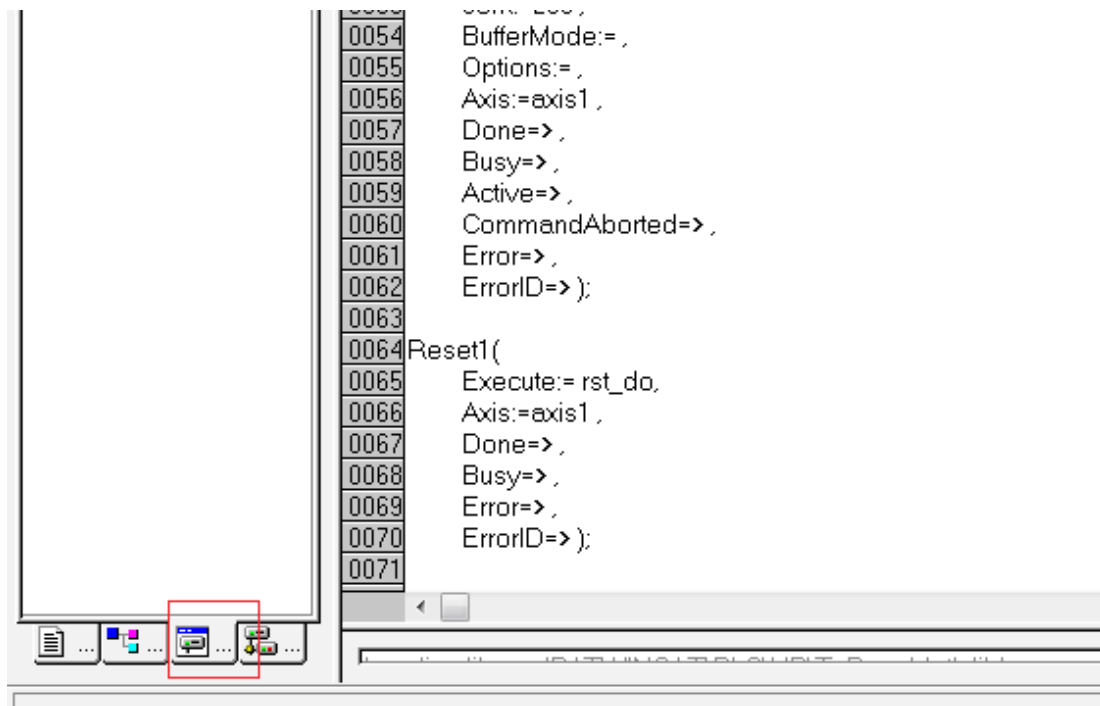 0054 BufferMode:= ,
0055 Options:= ,
0056 Axis:=axis1 ,
0057 Done=> ,
0058 Busy=> ,
0059 Active=> ,
0060 CommandAborted=> ,
0061 Error=> ,
0062 ErrorID=> );
0063
0064 Reset1(
0065 Execute:= rst_do,
0066 Axis:=axis1 ,
0067 Done=> ,
0068 Busy=> ,
0069 Error=> ,
0070 ErrorID=> );
0071
... ... ... ...